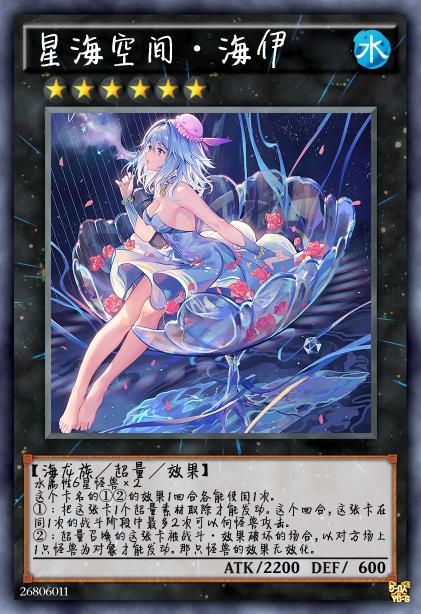 星海空间·海伊
水
【海龙族／超量／效果】
水属性6星怪兽×2
这个卡名的①②的效果1回合各能使用1次。
①：把这张卡1个超量素材取除才能发动。这个回合，这张卡在
同1次的战斗阶段中最多2次可以向怪兽攻击。
②：超量召唤的这张卡被战斗·效果破坏的场合，以对方场上
1只怪兽为对象才能发动。那只怪兽的效果无效化。
ATK/2200 DEF/ 600
26806011